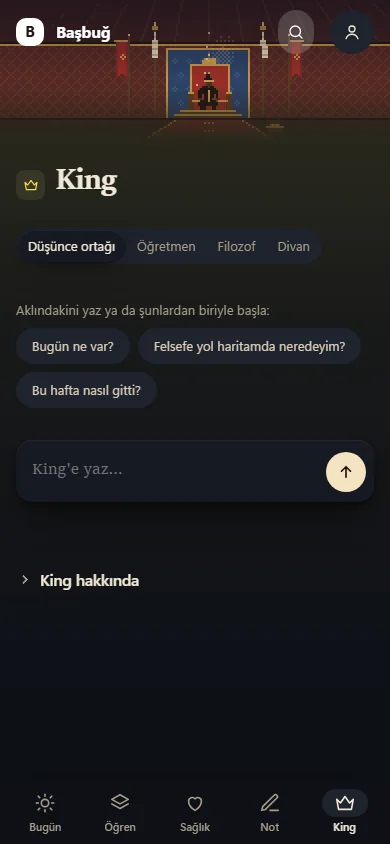 B Başbuğ
King
Düşünce ortağı Öğretmen Filozof Divan
Aklındakini yaz ya da şunlardan biriyle başla:
Bugün ne var? Felsefe yol haritamda neredeyim?
Bu hafta nasıl gitti?
King'e yaz...
King hakkında
Bugün Öğren Sağlık Not King